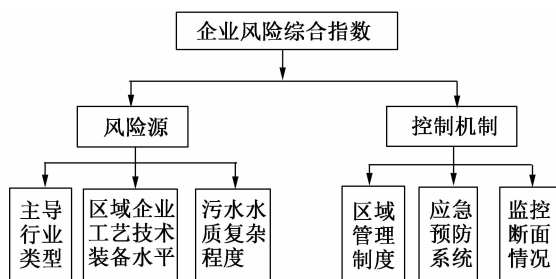 企业风险综合指数
风险源
控制机制
主导
行业
类型
区域企业
工艺技术
装备水平
污水水
质复杂
程度
区域
管理
制度
应急
预防
系统
监控
断面
情况